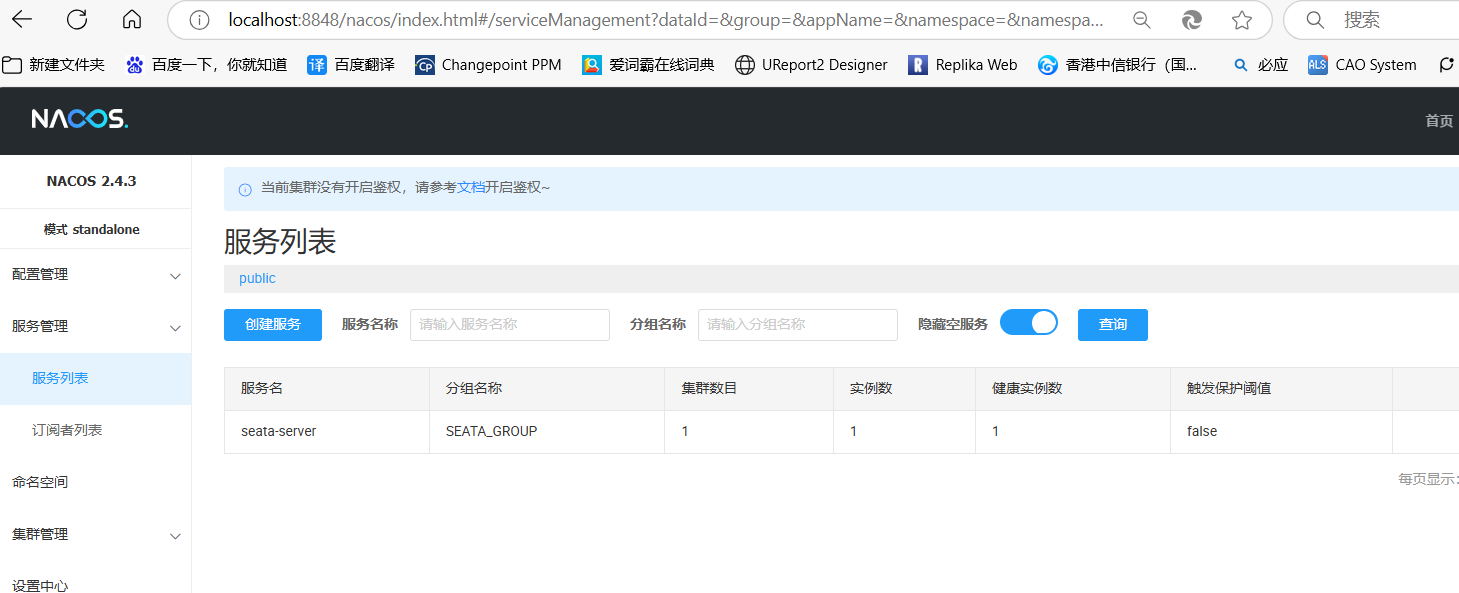 localhost:8848/nacos/index.html#/serviceManagement?dataId=&group=&appName=&namespace=&namespa...
搜索
新建文件夹 百度一下，你就知道 译 百度翻译 CP Changepoint PPM 爱词霸在线词典 UReport2 Designer R Replika Web 香港中信银行（国... 必应 ALS CAO System
NACOS.
首页
NACOS 2.4.3
模式 standalone
配置管理
服务管理
服务列表
订阅者列表
命名空间
集群管理
设置中心
当前集群没有开启鉴权，请参考文档开启鉴权~
服务列表
public
创建服务 服务名称 请输入服务名称 分组名称 请输入分组名称 隐藏空服务 查询
服务名 分组名称 集群数目 实例数 健康实例数 触发保护阈值
seata-server SEATA_GROUP 1 1 1 false
每页显示: